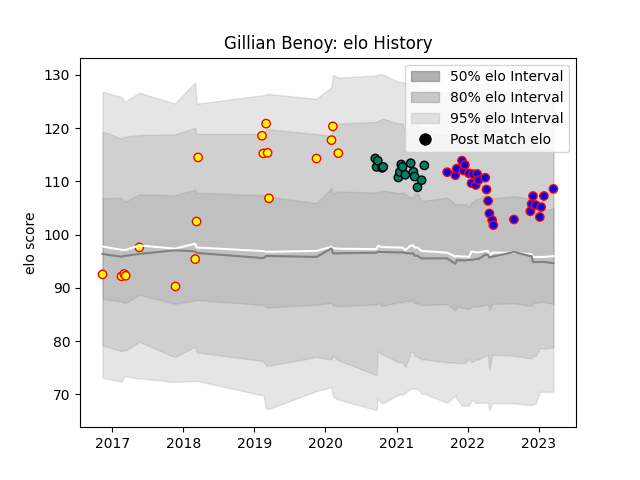 Gillian Benoy: elo History
130
120
110
100
90
80
70
elo score
50% elo Interval
80% elo Interval
95% elo Interval
Post Match elo
2017 2018 2019 2020 2021 2022 2023